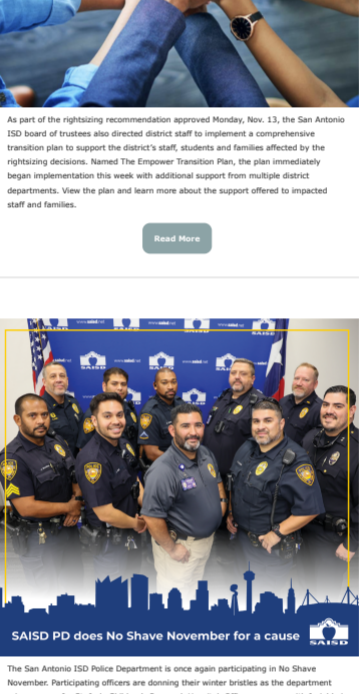 As part of the rightsizing recommendation approved Monday, Nov. 13, the San Antonio
ISD board of trustees also directed district staff to implement a comprehensive
transition plan to support the district's staff, students and families affected by the
rightsizing decisions. Named The Empower Transition Plan, the plan immediately
began implementation this week with additional support from multiple district
departments. View the plan and learn more about the support offered to impacted
staff and families.
Read More
www.saisd.net
SAISD
SAISD
SAISD PD does No Shave November for a cause
SAISD
The San Antonio ISD Police Department is once again participating in No Shave
November. Participating officers are donning their winter bristles as the department